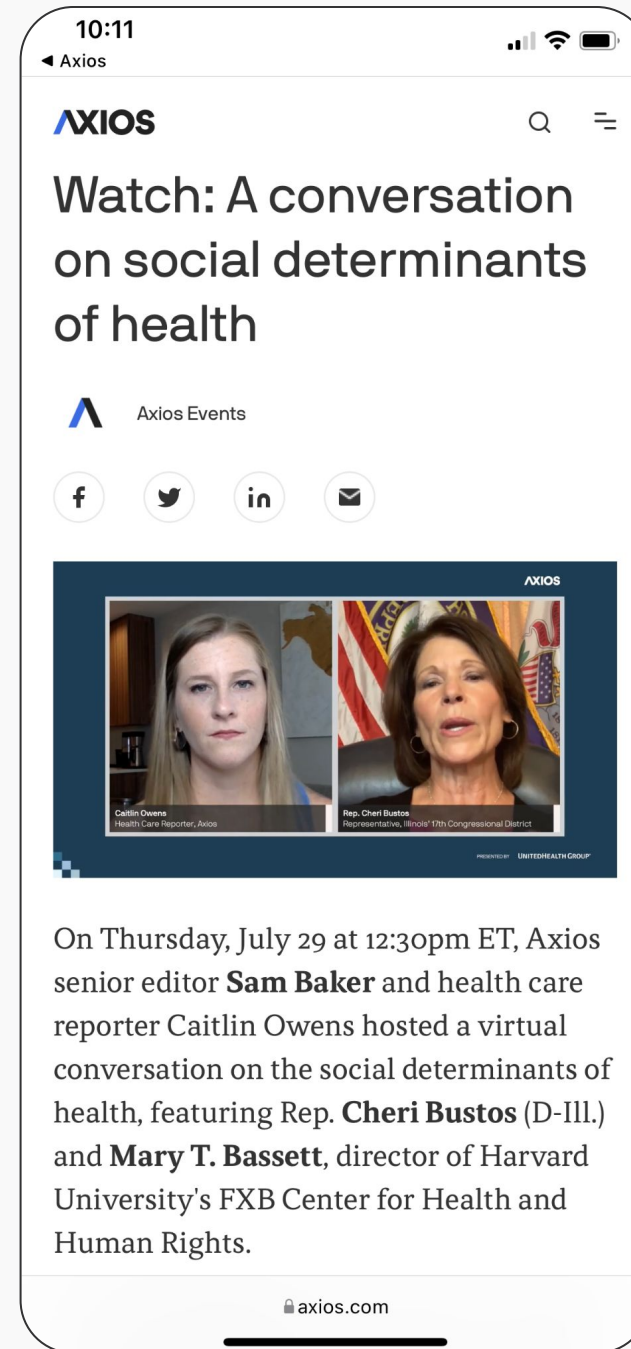 10:11
◀ Axios
AXIOS
Watch: A conversation
on social determinants
of health
Axios Events
AXIOS
Caitlin Owens
Health Care Reporter, Axios
Rep. Cheri Bustos
Representative, Illinois' 17th Congressional District
PRESENTED BY UNITEDHEALTH GROUP
On Thursday, July 29 at 12:30pm ET, Axios
senior editor Sam Baker and health care
reporter Caitlin Owens hosted a virtual
conversation on the social determinants of
health, featuring Rep. Cheri Bustos (D-Ill.)
and Mary T. Bassett, director of Harvard
University's FXB Center for Health and
Human Rights.
axios.com